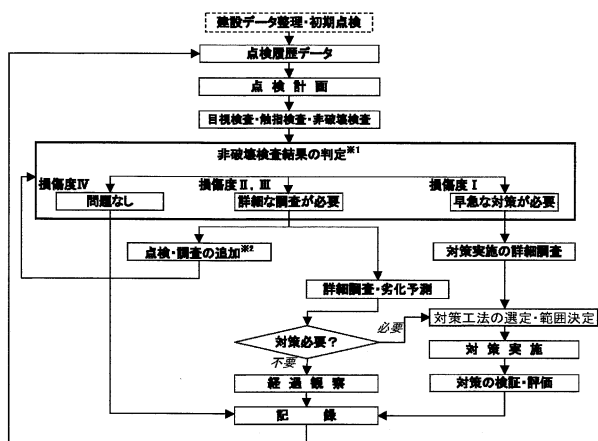 建設データ整理・初期点検
点検履歴データ
点検計画
目視検査・触指検査・非破壊検査
非破壊検査結果の判定※1
損傷度Ⅳ
損傷度Ⅱ，Ⅲ
損傷度Ⅰ
問題なし
詳細な調査が必要
早急な対策が必要
点検・調査の追加※2
対策実施の詳細調査
詳細調査・劣化予測
対策必要？
必要
対策工法の選定・範囲決定
不要
対策実施
経過観察
対策の検証・評価
記録